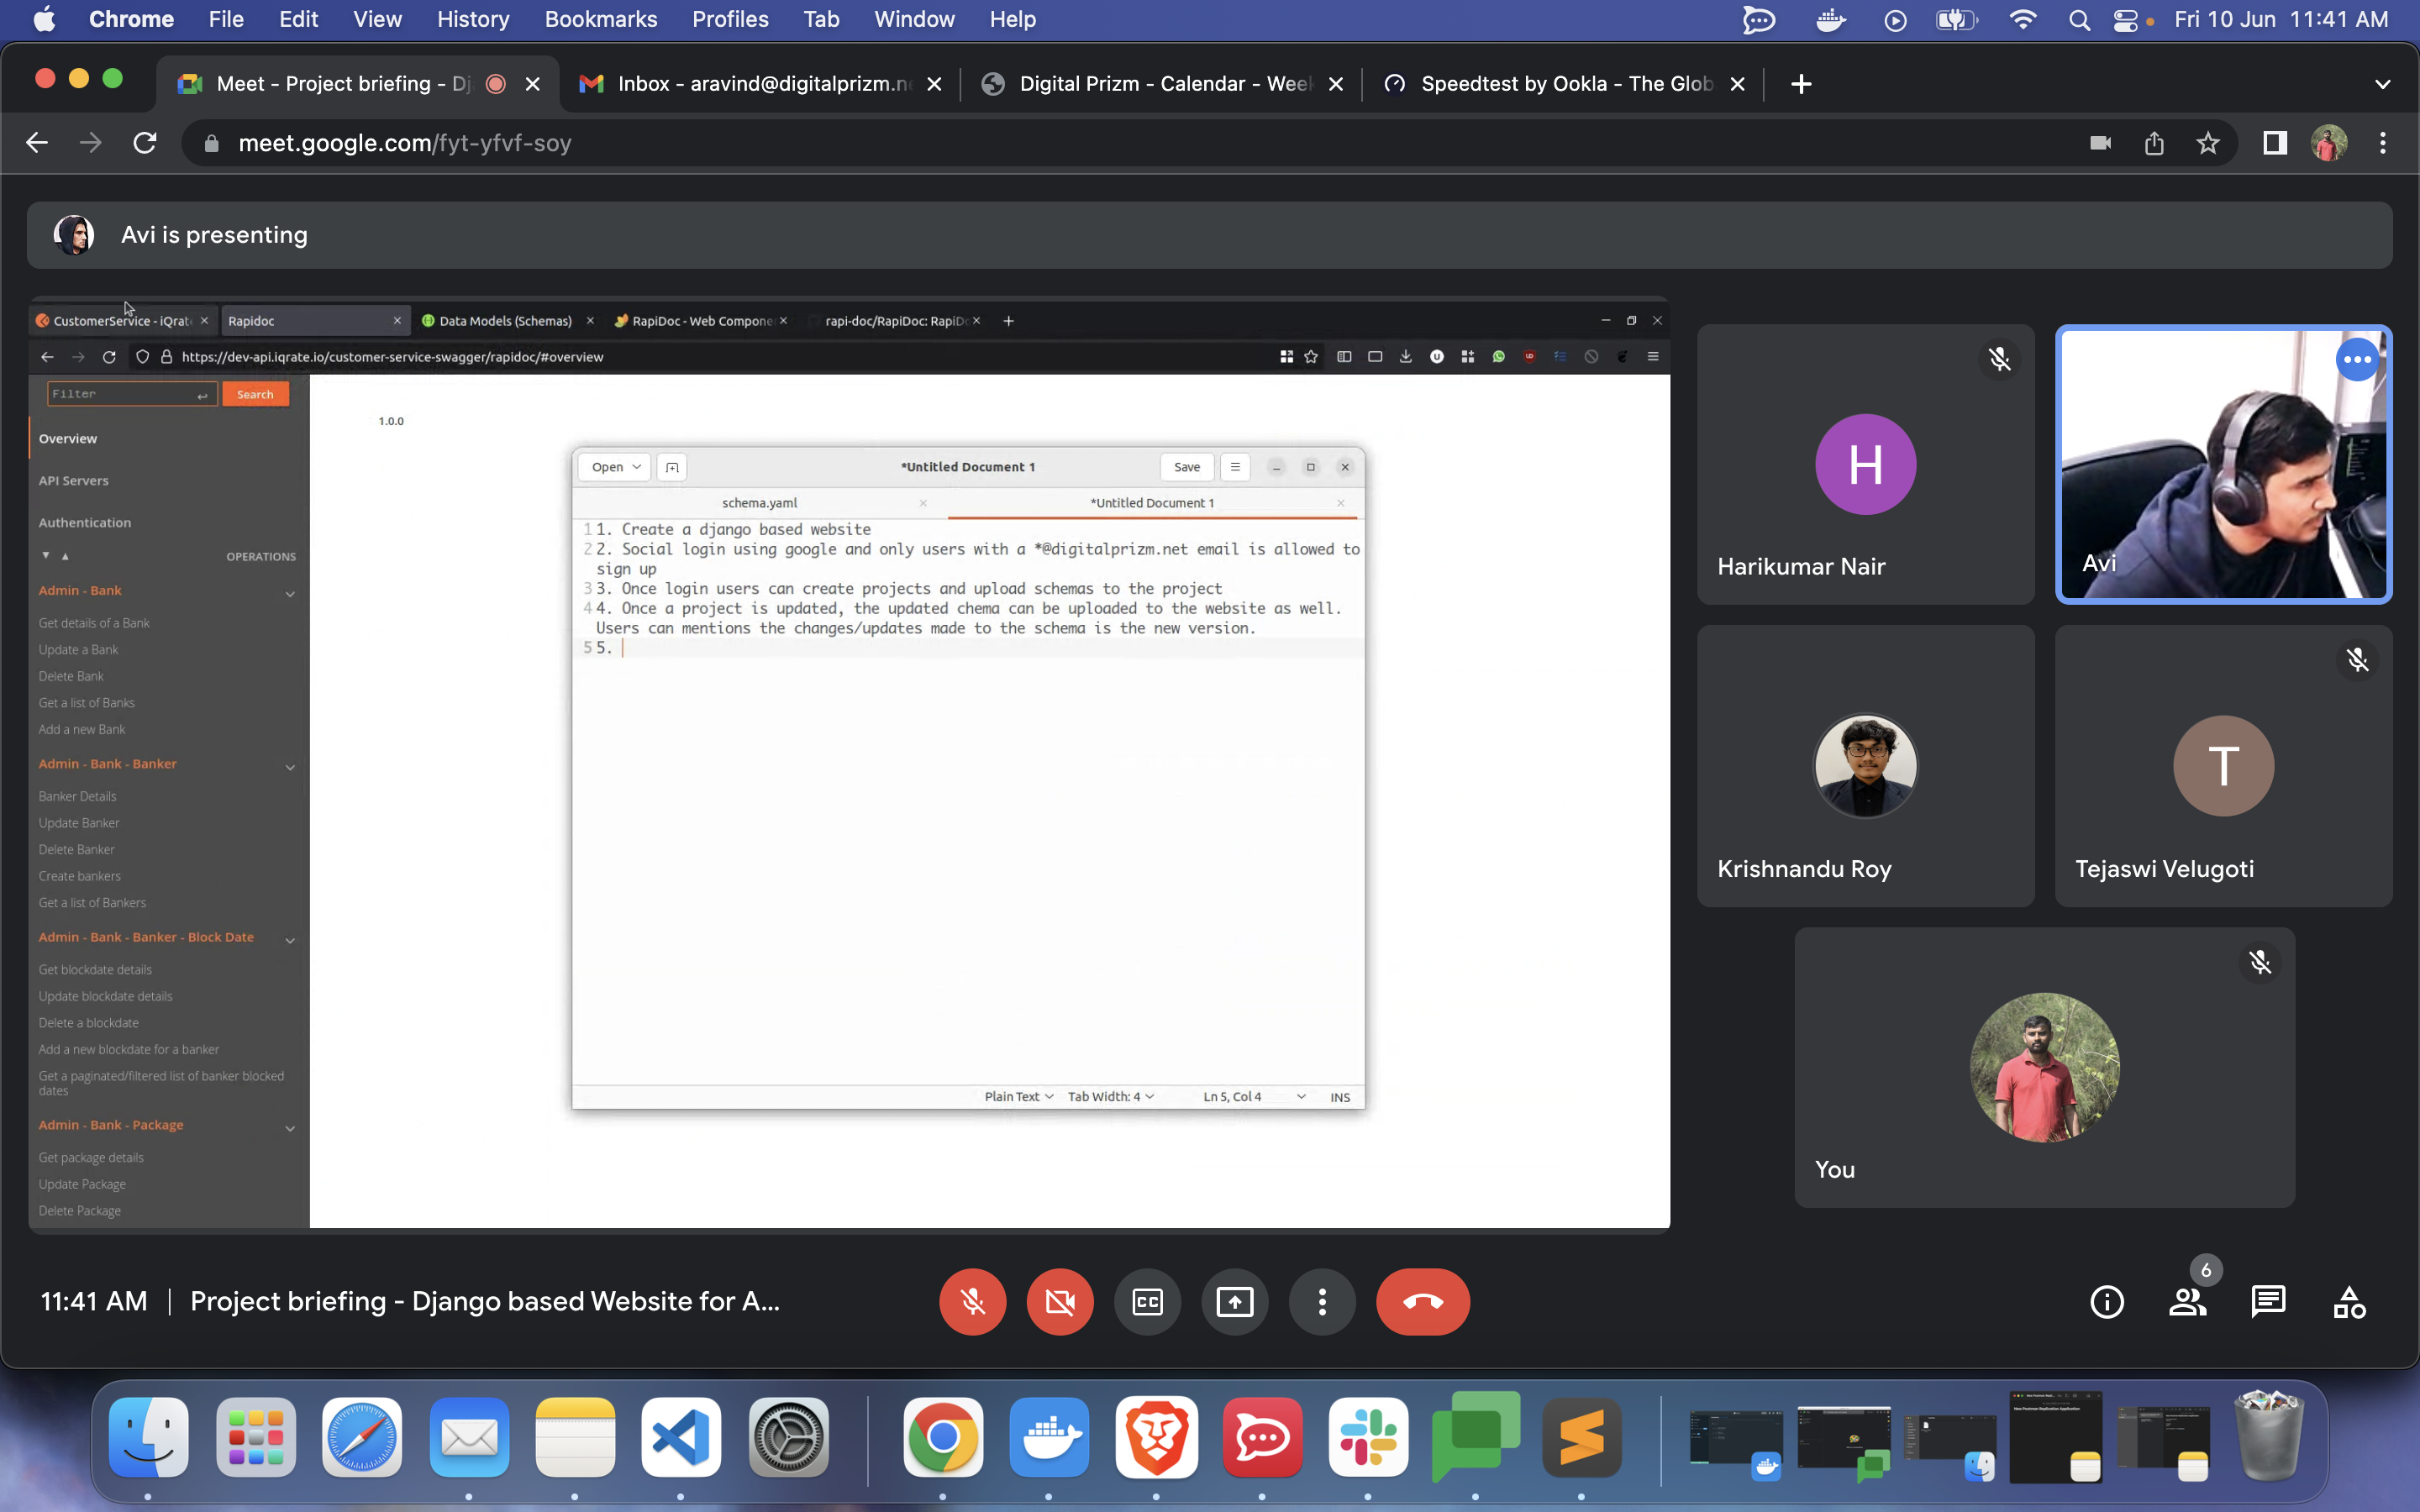 Chrome File Edit View History Bookmarks Profiles Tab Window Help Fri 10 Jun 11:41 AM
Meet - Project briefing - Dj Inbox - aravind@digitalprizm.ne Digital Prizm - Calendar - Week Speedtest by Ookla - The Glob
meet.google.com/fyt-yfvf-soy
Avi is presenting
CustomerService - iQrat Rapidoc Data Models (Schemas) RapiDoc - Web Compone rapi-doc/RapiDoc: RapiDo
https://dev-api.iqrate.io/customer-service-swagger/rapidoc/#overview
Filter Search
Overview
API Servers
Authentication
OPERATIONS
Admin - Bank
Get details of a Bank
Update a Bank
Delete Bank
Get a list of Banks
Add a new Bank
Admin - Bank - Banker
Banker Details
Update Banker
Delete Banker
Create bankers
Get a list of Bankers
Admin - Bank - Banker - Block Date
Get blockdate details
Update blockdate details
Delete a blockdate
Add a new blockdate for a banker
Get a paginated/filtered list of banker blocked
dates
Admin - Bank - Package
Get package details
Update Package
Delete Package
1.0.0
Open *Untitled Document 1 Save
schema.yaml *Untitled Document 1
1 1. Create a django based website
2 2. Social login using google and only users with a *@digitalprizm.net email is allowed to
sign up
3 3. Once login users can create projects and upload schemas to the project
4 4. Once a project is updated, the updated chema can be uploaded to the website as well.
Users can mentions the changes/updates made to the schema is the new version.
5 5.
Plain Text Tab Width: 4 Ln 5, Col 4 INS
H
Harikumar Nair
Avi
Krishnandu Roy
T
Tejaswi Velugoti
You
11:41 AM | Project briefing - Django based Website for A...
CC
6